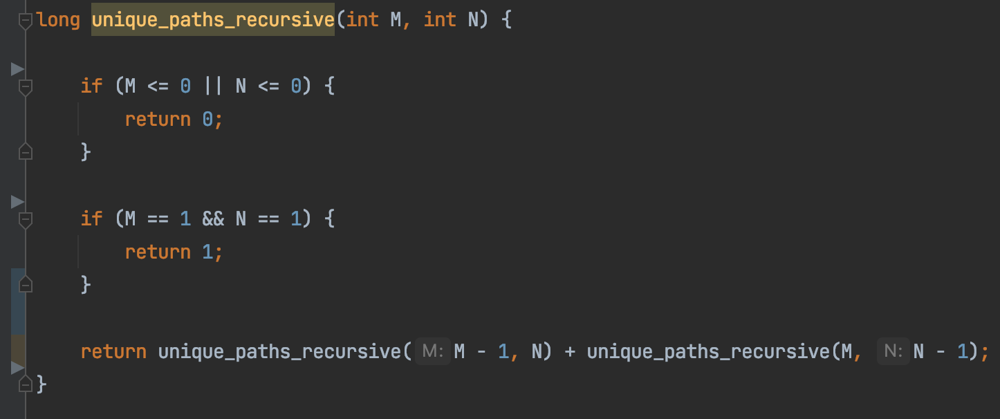 long unique_paths_recursive(int M, int N) {
if (M <= 0 || N <= 0) {
return 0;
}
if (M == 1 && N == 1) {
return 1;
}
return unique_paths_recursive( M: M - 1, N) + unique_paths_recursive(M, N: N - 1);
}